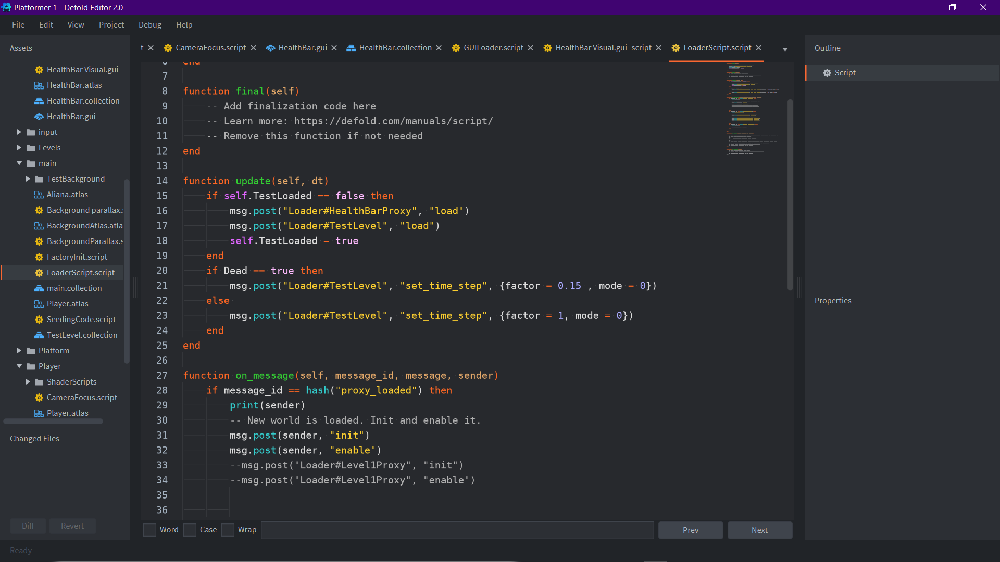 Platformer 1 - Defold Editor 2.0
File Edit View Project Debug Help
Assets
HealthBar Visual.gui_
HealthBar.atlas
HealthBar.collection
HealthBar.gui
input
Levels
main
TestBackground
Aliana.atlas
Background parallax.s
BackgroundAtlas.atla
BackgroundParallax.s
FactoryInit.script
LoaderScript.script
main.collection
Player.atlas
SeedingCode.script
TestLevel.collection
Platform
Player
ShaderScripts
CameraFocus.script
Player.atlas
Changed Files
Diff Revert
Ready
t CameraFocus.script HealthBar.gui HealthBar.collection GUILoader.script HealthBar Visual.gui_script LoaderScript.script
6 end
7
8 function final(self)
9 -- Add finalization code here
10 -- Learn more: https://defold.com/manuals/script/
11 -- Remove this function if not needed
12 end
13
14 function update(self, dt)
15 if self.TestLoaded == false then
16 msg.post("Loader#HealthBarProxy", "load")
17 msg.post("Loader#TestLevel", "load")
18 self.TestLoaded = true
19 end
20 if Dead == true then
21 msg.post("Loader#TestLevel", "set_time_step", {factor = 0.15 , mode = 0})
22 else
23 msg.post("Loader#TestLevel", "set_time_step", {factor = 1, mode = 0})
24 end
25 end
26
27 function on_message(self, message_id, message, sender)
28 if message_id == hash("proxy_loaded") then
29 print(sender)
30 -- New world is loaded. Init and enable it.
31 msg.post(sender, "init")
32 msg.post(sender, "enable")
33 --msg.post("Loader#Level1Proxy", "init")
34 --msg.post("Loader#Level1Proxy", "enable")
35
36
Word Case Wrap Prev Next
Outline
Script
Properties